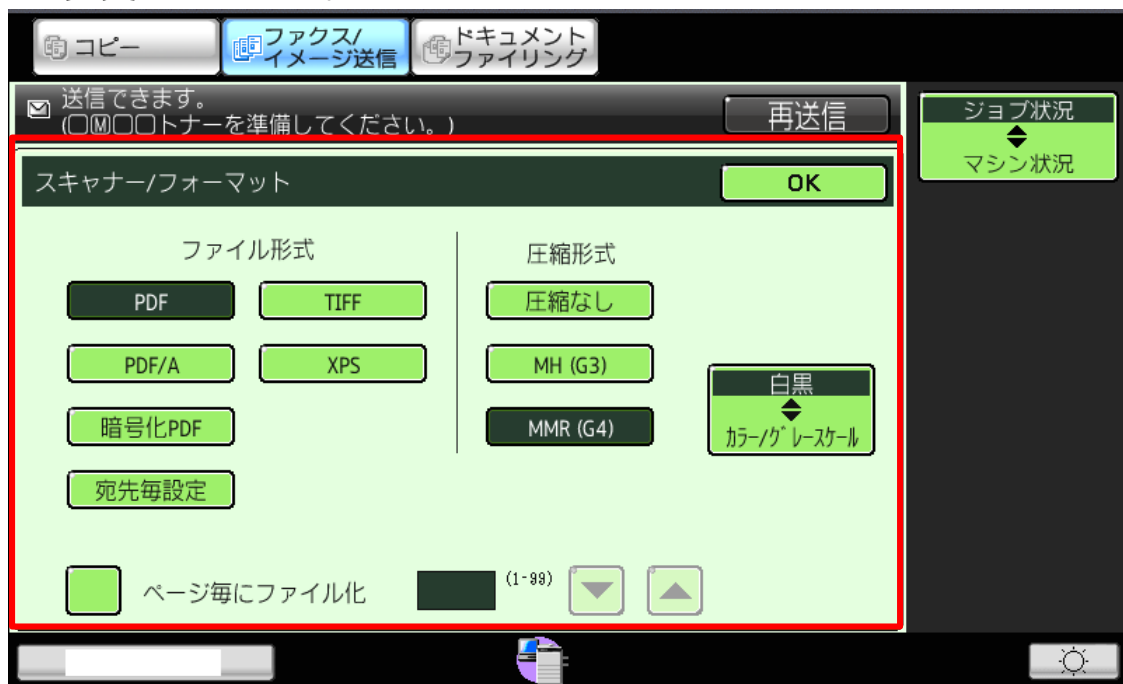 コピー
ファクス/
イメージ送信
ドキュメント
ファイリング
送信できます。
(□M□□トナーを準備してください。)
再送信
ジョブ状況
マシン状況
スキャナー/フォーマット
OK
ファイル形式
圧縮形式
PDF
TIFF
圧縮なし
PDF/A
XPS
MH (G3)
白黒
カラー/グレースケール
暗号化PDF
MMR (G4)
宛先毎設定
ページ毎にファイル化
(1-99)